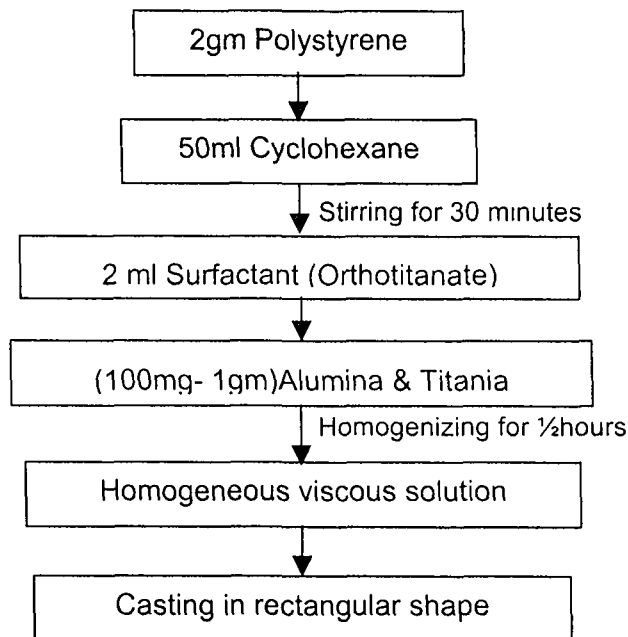 2gm Polystyrene
50ml Cyclohexane
Stirring for 30 minutes
2 ml Surfactant (Orthotitanate)
(100mg- 1gm)Alumina & Titania
Homogenizing for ½hours
Homogeneous viscous solution
Casting in rectangular shape